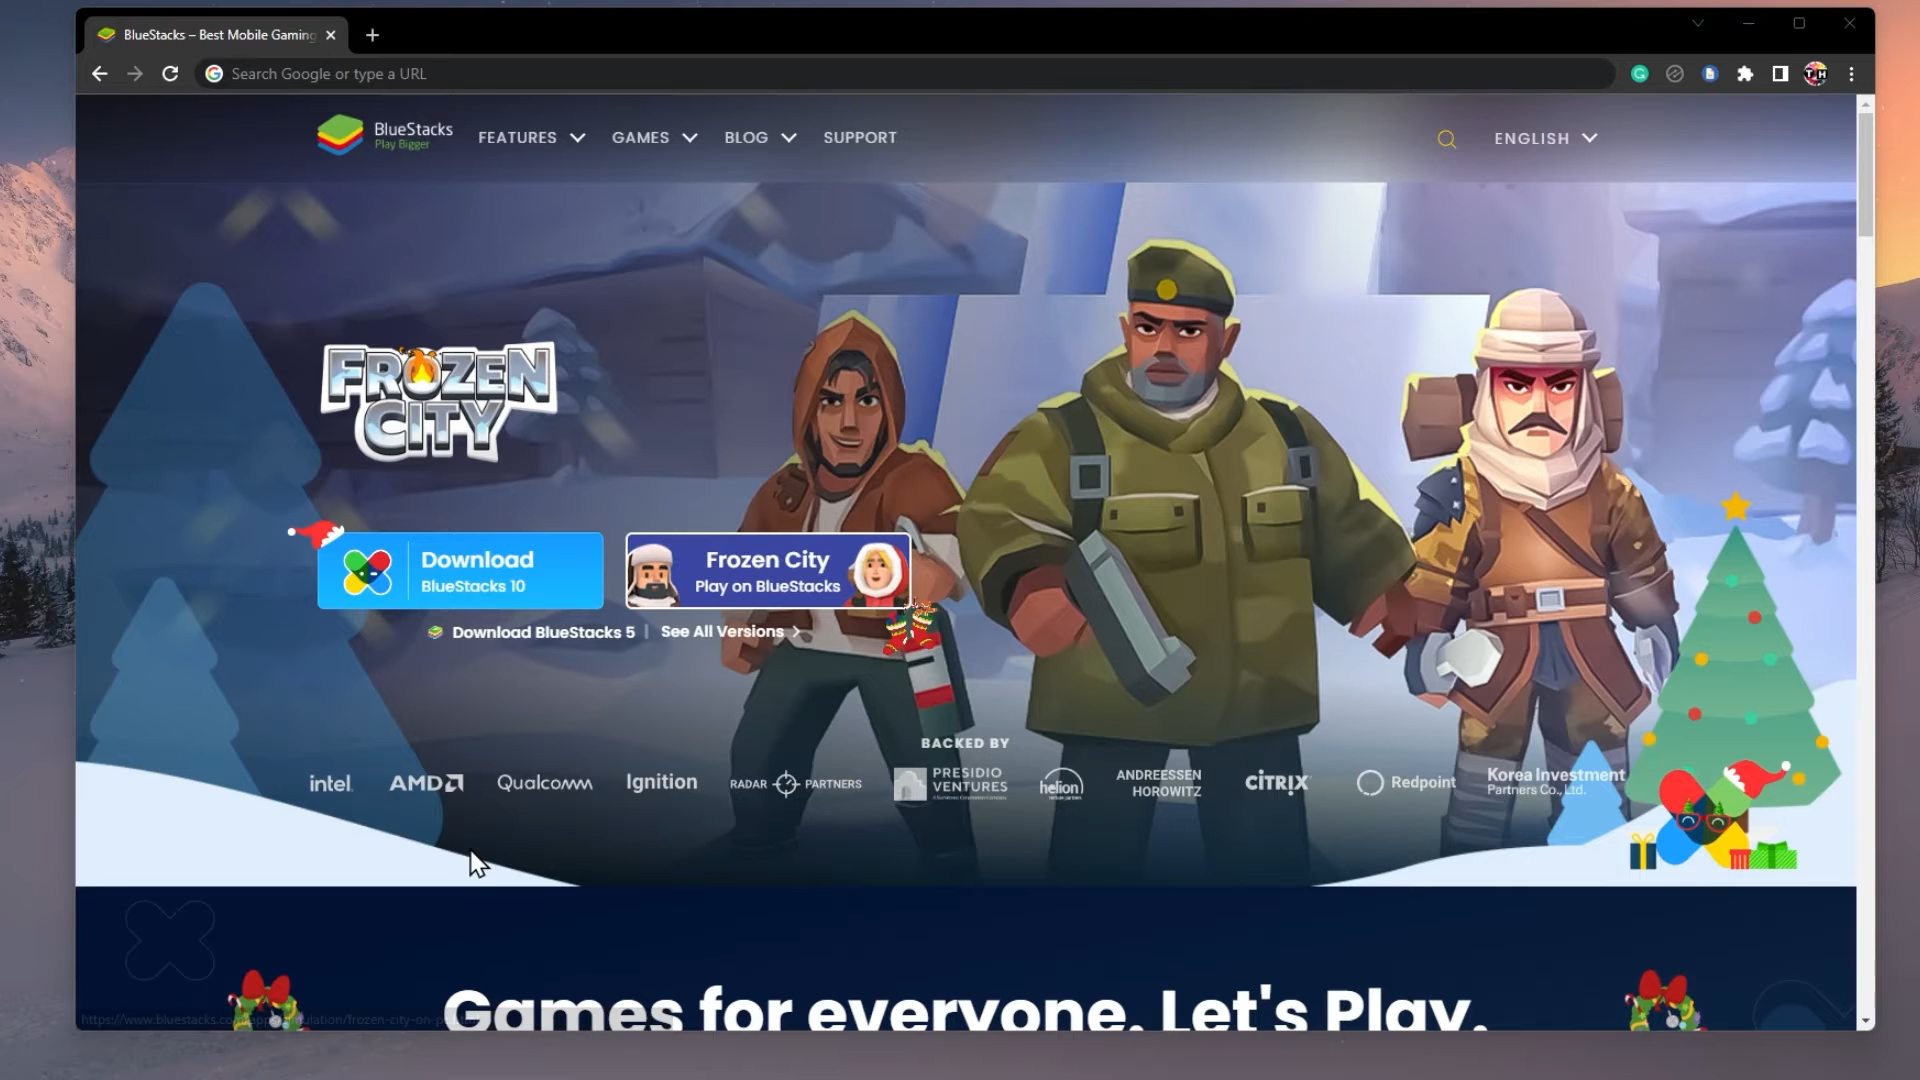 BlueStacks – Best Mobile Gaming
Search Google or type a URL
TH
BlueStacks
Play Bigger
FEATURES
GAMES
BLOG
SUPPORT
ENGLISH
FROZEN
CITY
Download
BlueStacks 10
Frozen City
Play on BlueStacks
Download BlueStacks 5
See All Versions
BACKED BY
intel.
AMD
Qualcomm
Ignition
RADAR PARTNERS
PRESIDIO
VENTURES
helion
ANDREESSEN
HOROWITZ
CITRIX
Redpoint
Korea Investment
Partners Co., Ltd.
Games for everyone. Let's Play.